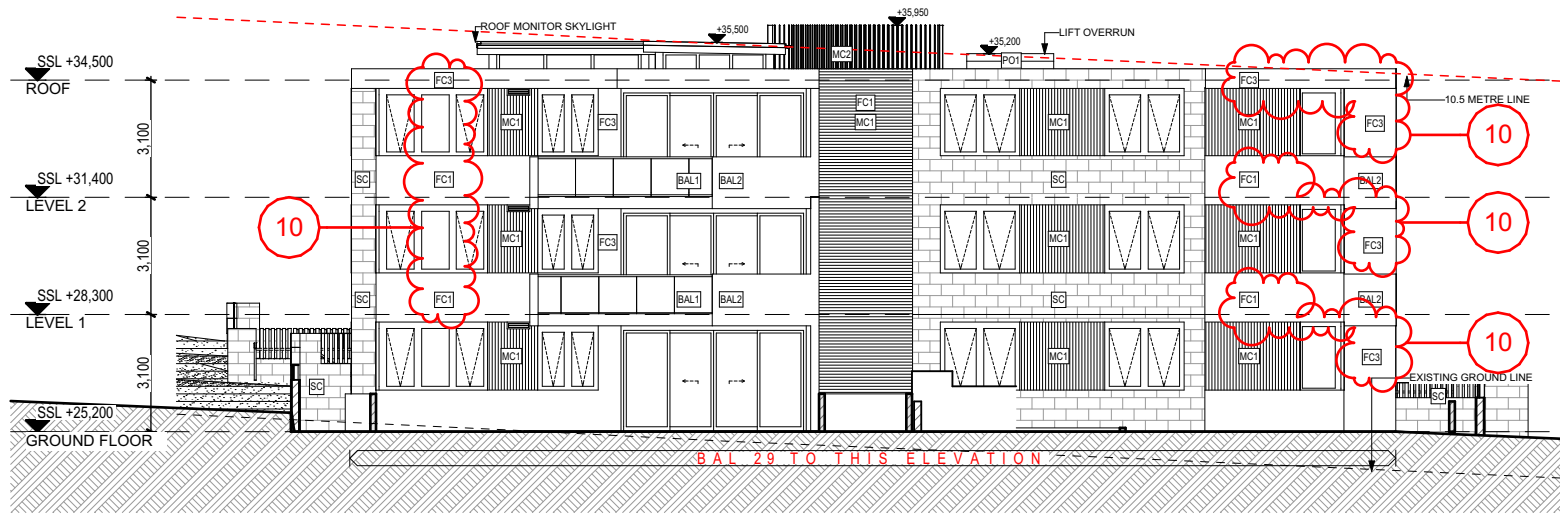 +35,950
ROOF MONITOR SKYLIGHT
+35,500
LIFT OVERRUN
+35,200
MC2
PO1
SSL +34,500
ROOF
FC3
FC3
10.5 METRE LINE
FC1
MC1
MC1
FC3
MC1
MC1
FC3
10
3,100
SC
FC1
BAL1
BAL2
SC
FC1
BAL2
SSL +31,400
LEVEL 2
10
MC1
FC3
MC1
MC1
FC3
10
3,100
SSL +28,300
LEVEL 1
SC
FC1
BAL1
BAL2
SC
FC1
BAL2
10
MC1
MC1
MC1
FC3
3,100
SC
EXISTING GROUND LINE
SC
SSL +25,200
GROUND FLOOR
BAL 29 TO THIS ELEVATION